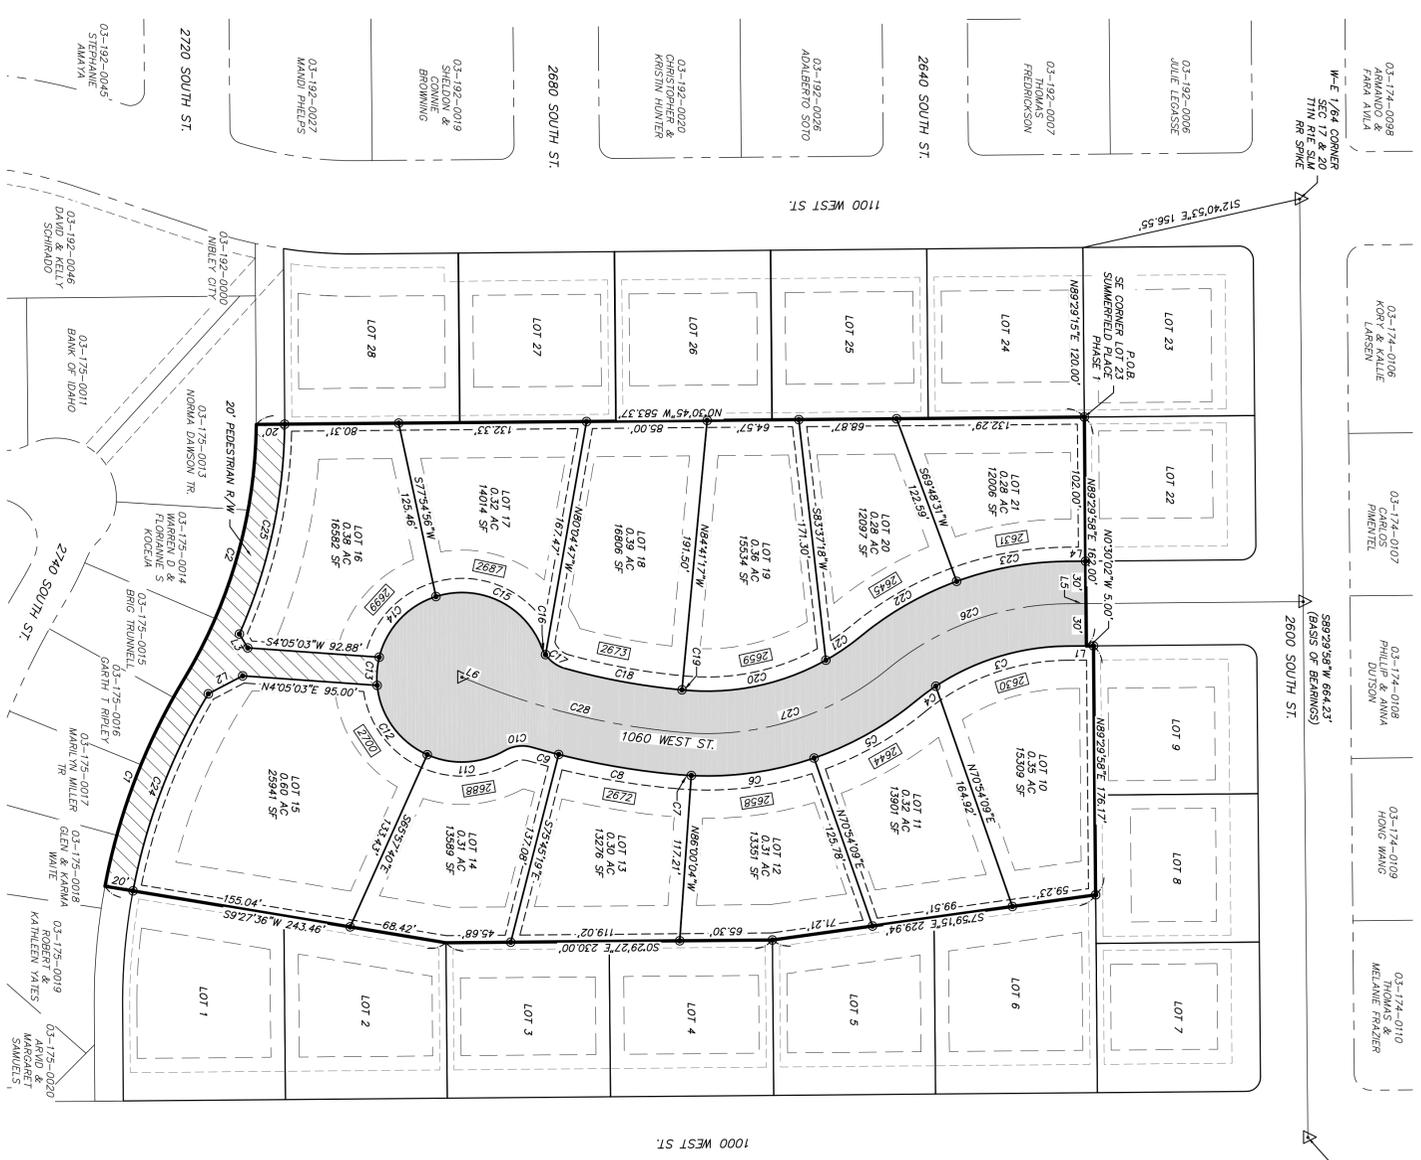 03-192-0045'
STEPHANIE
AMAYA
2720 SOUTH ST.
03-192-0027
MANDI PHELPS
03-192-0019
SHELDON &
CONNIE
BROWNING
2680 SOUTH ST.
03-192-0020
CHRISTOPHER &
KRISTIN HUNTER
03-192-0026
ADALBERTO SOTO
2640 SOUTH ST.
03-192-0007
THOMAS
FREDRICKSON
03-192-0006
JULIE LEGASSE
W-E 1/64 CORNER
SEC 17 & 20
T11N R1E SLM
RR SPIKE
03-174-0098
ARMANDO &
FARA AVILA
1100 WEST ST.
S12°40'53"E 156.55'
03-192-0046
DAVID & KELLY
SCHIRADO
03-192-0000
NIBLEY CITY
LOT 28
LOT 27
LOT 26
LOT 25
LOT 24
N89°29'15"E 120.00'
P.O.B.
SE CORNER LOT 23
SUMMERFIELD PLACE
PHASE 1
LOT 23
03-174-0106
KORY & KALLIE
LARSEN
03-175-0011
BANK OF IDAHO
03-175-0013
NORMA DAWSON TR.
20' PEDESTRIAN R/W
20'
80.31'
132.33'
N0°30'45"W 583.37'
85.00'
64.57'
68.87'
132.29'
102.00'
N89°29'58"E 162.00'
LOT 22
03-174-0107
CARLOS
PIMENTEL
C25
C2
LOT 16
0.38 AC
16582 SF
S77°54'56"W
125.46'
LOT 17
0.32 AC
14014 SF
N80°04'47"W
167.47'
LOT 18
0.39 AC
16806 SF
N84°41'17"W
191.50'
LOT 19
0.36 AC
15534 SF
S83°37'18"W
171.30'
LOT 20
0.28 AC
12097 SF
S69°48'31"W
122.59'
LOT 21
0.28 AC
12006 SF
2631
C23
L4
N0°30'02"W 5.00'
L5
30'
30'
L1
2740 SOUTH ST.
03-175-0014
WARREN D &
FLORIANNE S
KOCEJA
03-175-0015
BRIG TRUNNELL
03-175-0016
GARTH T RIPLEY
L3
S4°05'03"W 92.88'
L2
N4°05'03"E 95.00'
C13
C14
2699
2687
C15
C16
C17
2673
C18
C19
2659
C20
C21
C22
2645
C26
C27
C28
L6
1060 WEST ST.
S89°29'58"W 664.23'
(BASIS OF BEARINGS)
2600 SOUTH ST.
03-174-0108
PHILLIP & ANNA
DUTSON
C12
2700
C11
2688
C10
C9
C8
2672
C7
C6
2658
C5
2644
C4
C3
2630
03-175-0017
MARILYN MILLER
TR
C1
C24
LOT 15
0.60 AC
25941 SF
S65°57'40"E
133.43'
LOT 14
0.31 AC
13589 SF
S75°45'19"E
137.08'
LOT 13
0.30 AC
13276 SF
N86°00'04"W
117.21'
LOT 12
0.31 AC
13351 SF
N70°54'09"E
125.78'
LOT 11
0.32 AC
13901 SF
N70°54'09"E
164.92'
LOT 10
0.35 AC
15309 SF
N89°29'58"E 176.17'
LOT 9
03-174-0109
HONG WANG
LOT 8
03-175-0018
GLEN & KARMA
WAITE
20'
155.04'
S9°27'36"W 243.46'
68.42'
45.68'
119.02'
S0°29'27"E 230.00'
65.30'
71.21'
99.51'
S7°59'15"E 229.94'
59.23'
03-175-0019
ROBERT &
KATHLEEN YATES
03-175-0020
ARVID &
MARGARET
SAMUELS
LOT 1
LOT 2
LOT 3
LOT 4
LOT 5
LOT 6
LOT 7
03-174-0110
THOMAS &
MELANIE FRAZIER
1000 WEST ST.